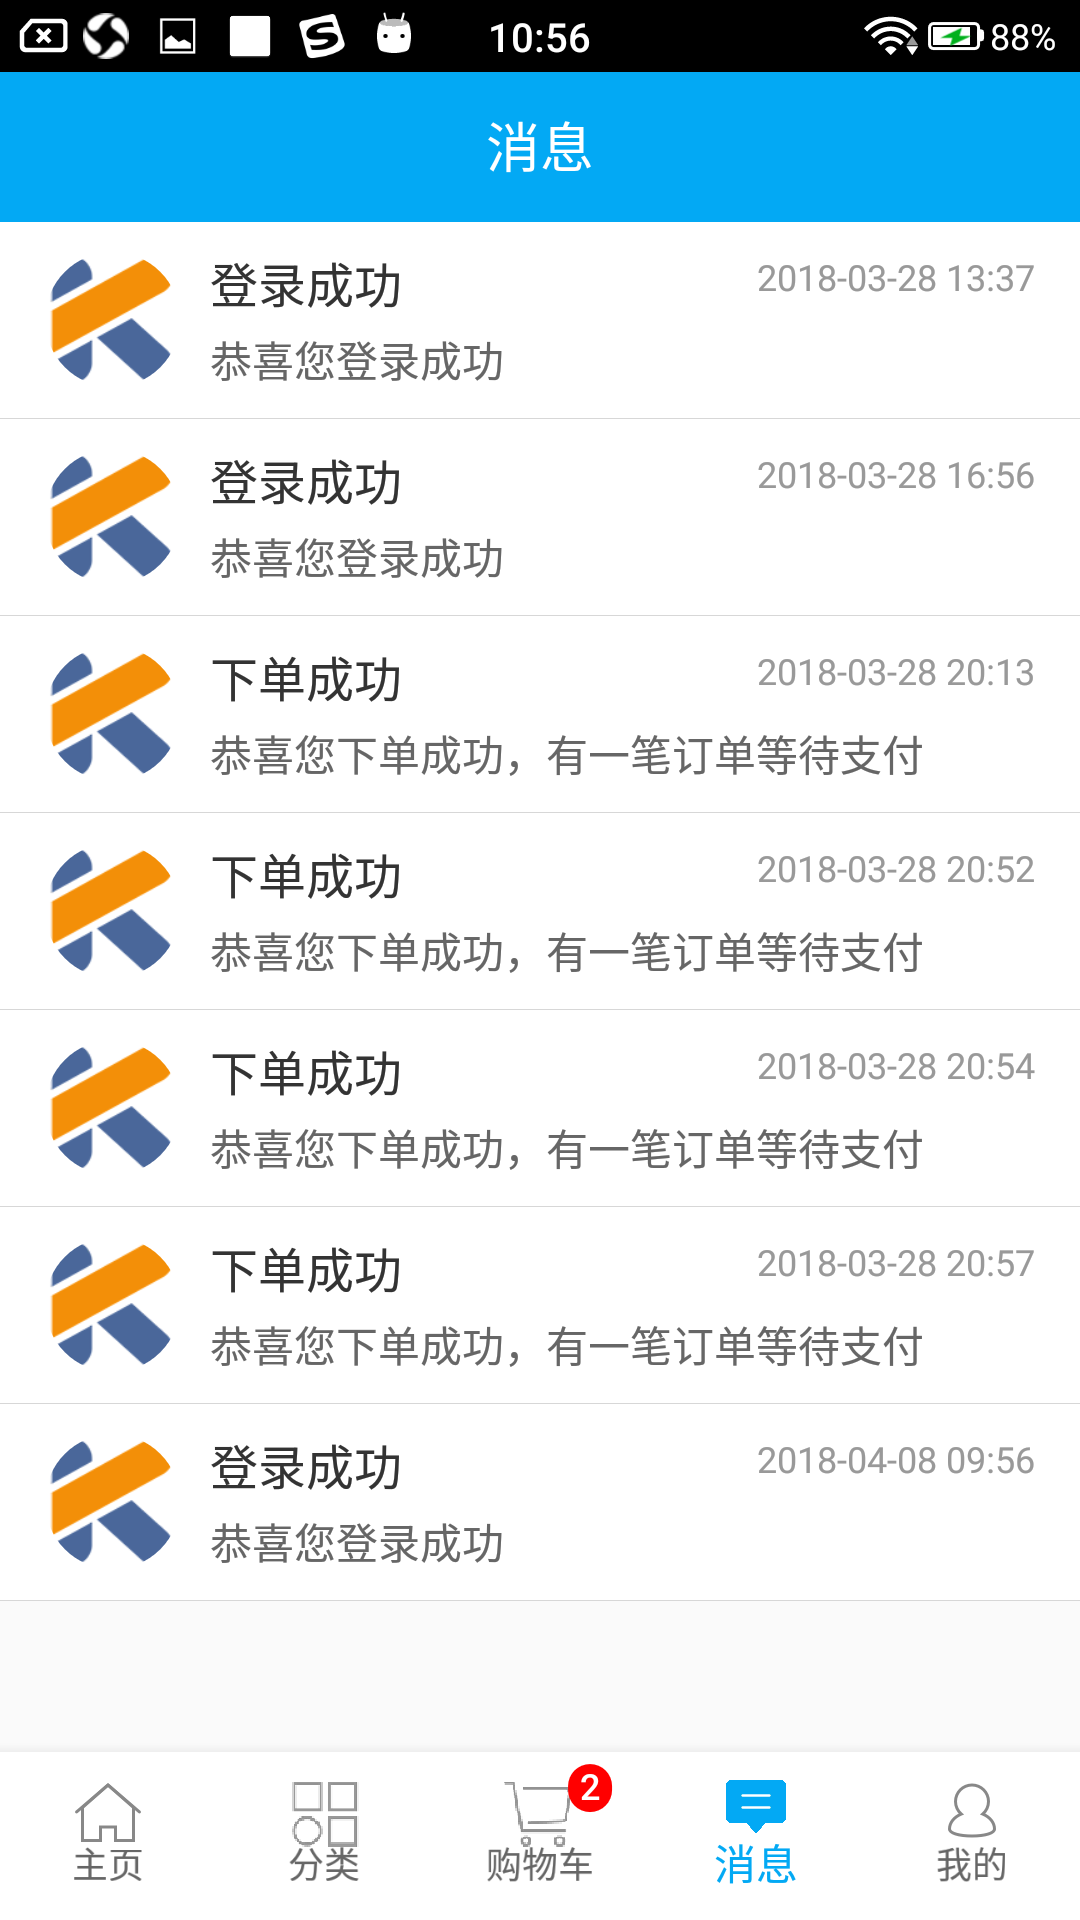 10:56
88%
消息
登录成功
2018-03-28 13:37
恭喜您登录成功
登录成功
2018-03-28 16:56
恭喜您登录成功
下单成功
2018-03-28 20:13
恭喜您下单成功，有一笔订单等待支付
下单成功
2018-03-28 20:52
恭喜您下单成功，有一笔订单等待支付
下单成功
2018-03-28 20:54
恭喜您下单成功，有一笔订单等待支付
下单成功
2018-03-28 20:57
恭喜您下单成功，有一笔订单等待支付
登录成功
2018-04-08 09:56
恭喜您登录成功
2
主页
分类
购物车
消息
我的